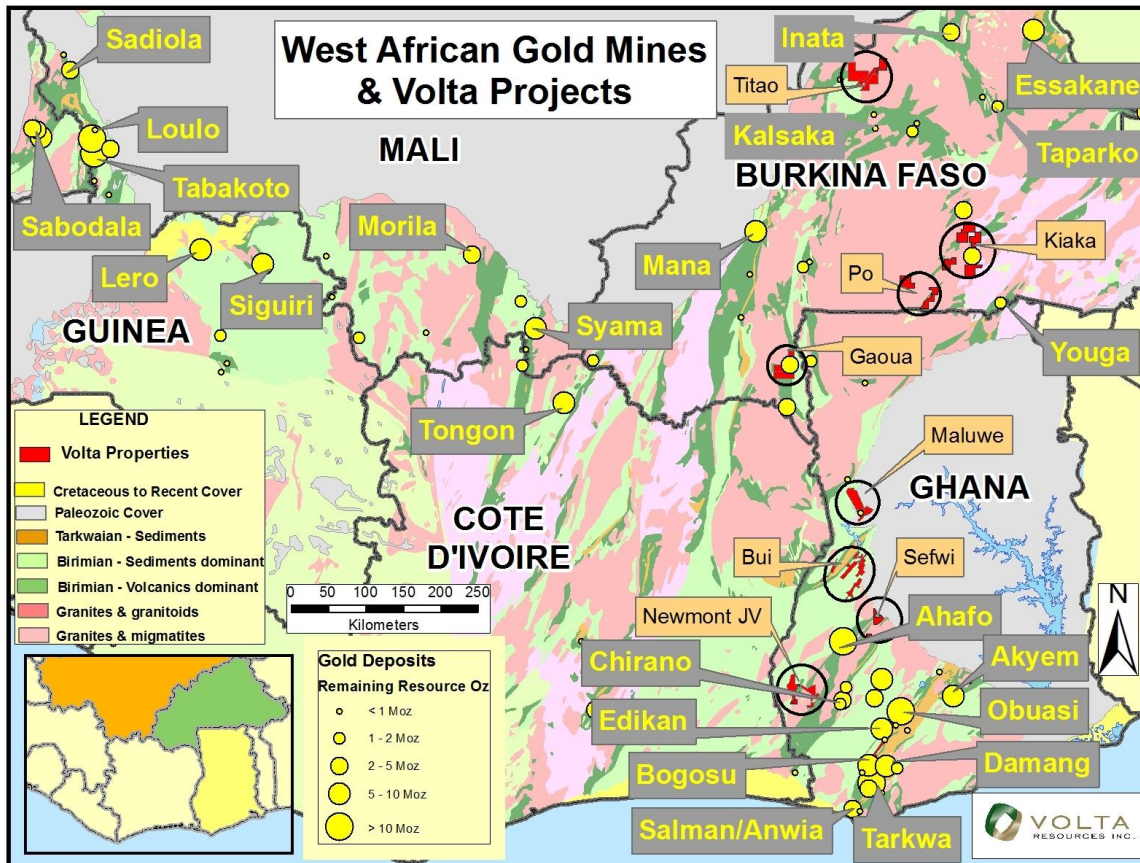 West African Gold Mines
& Volta Projects
Sadiola
Inata
Titao
Essakane
Loulo
MALI
Kalsaka
Taparko
Tabakoto
BURKINA FASO
Sabodala
Morila
Mana
Kiaka
Lero
Siguiri
Po
GUINEA
Syama
Gaoua
Youga
Tongon
Maluwe
GHANA
COTE
D'IVOIRE
Bui
Sefwi
Newmont JV
Ahafo
Chirano
Akyem
Edikan
Obuasi
Bogosu
Damang
Salman/Anwia
Tarkwa
LEGEND
Volta Properties
Cretaceous to Recent Cover
Paleozoic Cover
Tarkwaian - Sediments
Birimian - Sediments dominant
Birimian - Volcanics dominant
Granites & granitoids
Granites & migmatites
0 50 100 150 200 250
Kilometers
Gold Deposits
Remaining Resource Oz
< 1 Moz
1 - 2 Moz
2 - 5 Moz
5 - 10 Moz
> 10 Moz
N
VOLTA
RESOURCES INC.